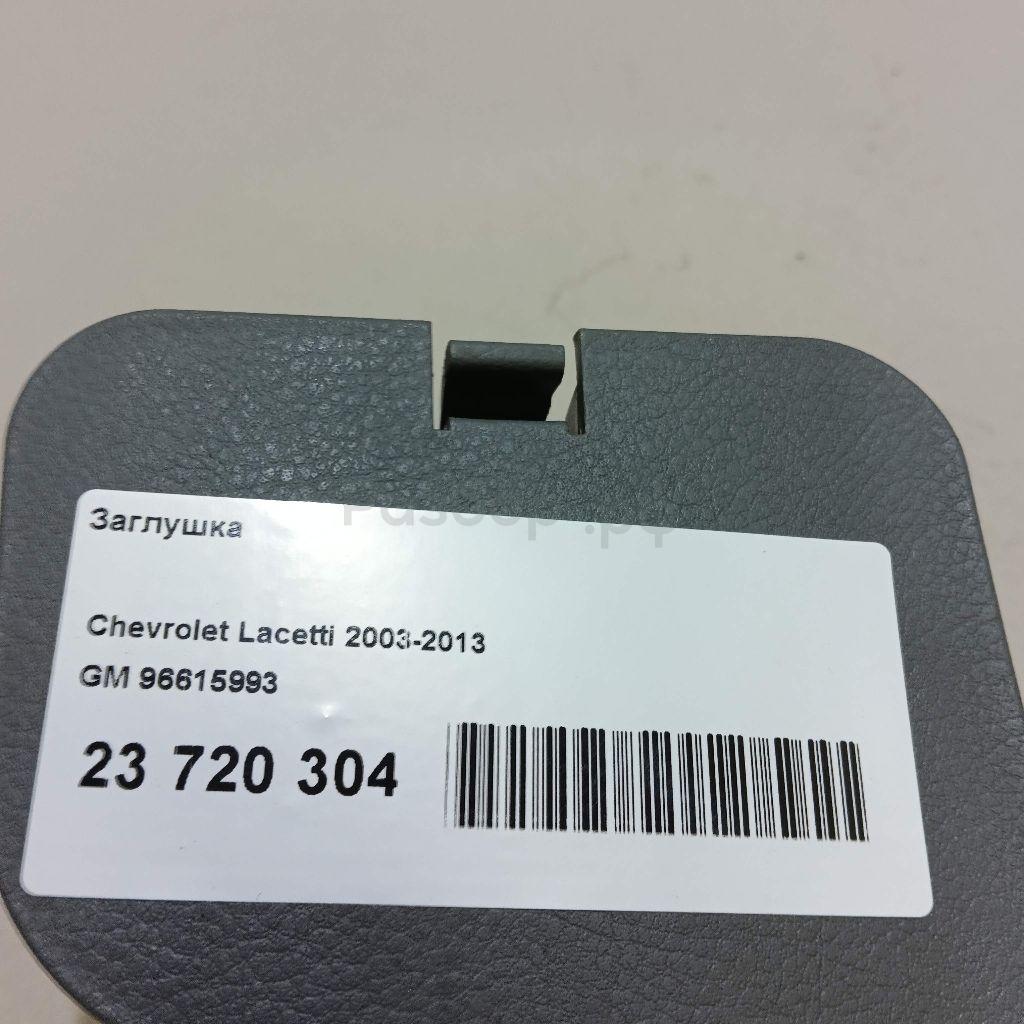 Заглушка
Chevrolet Lacetti 2003-2013
GM 96615993
23 720 304